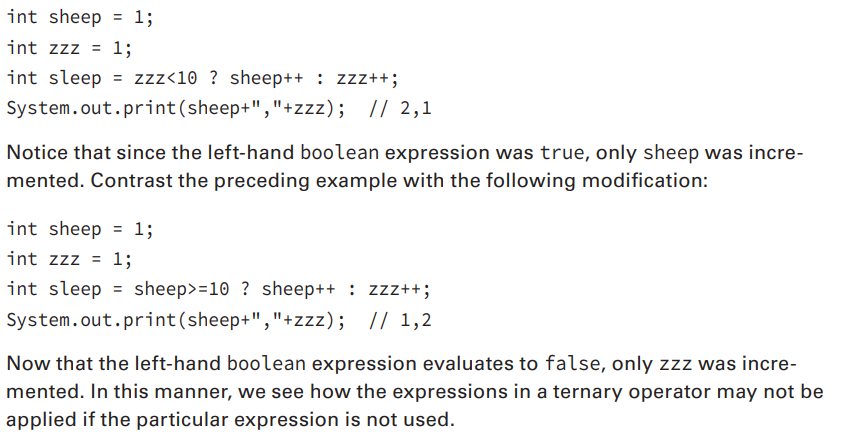 int sheep = 1;
int zzz = 1;
int sleep = zzz<10 ? sheep++ : zzz++;
System.out.print(sheep+","+zzz);  // 2,1
Notice that since the left-hand boolean expression was true, only sheep was incre-
mented. Contrast the preceding example with the following modification:
int sheep = 1;
int zzz = 1;
int sleep = sheep>=10 ? sheep++ : zzz++;
System.out.print(sheep+","+zzz);  // 1,2
Now that the left-hand boolean expression evaluates to false, only zzz was incre-
mented. In this manner, we see how the expressions in a ternary operator may not be
applied if the particular expression is not used.